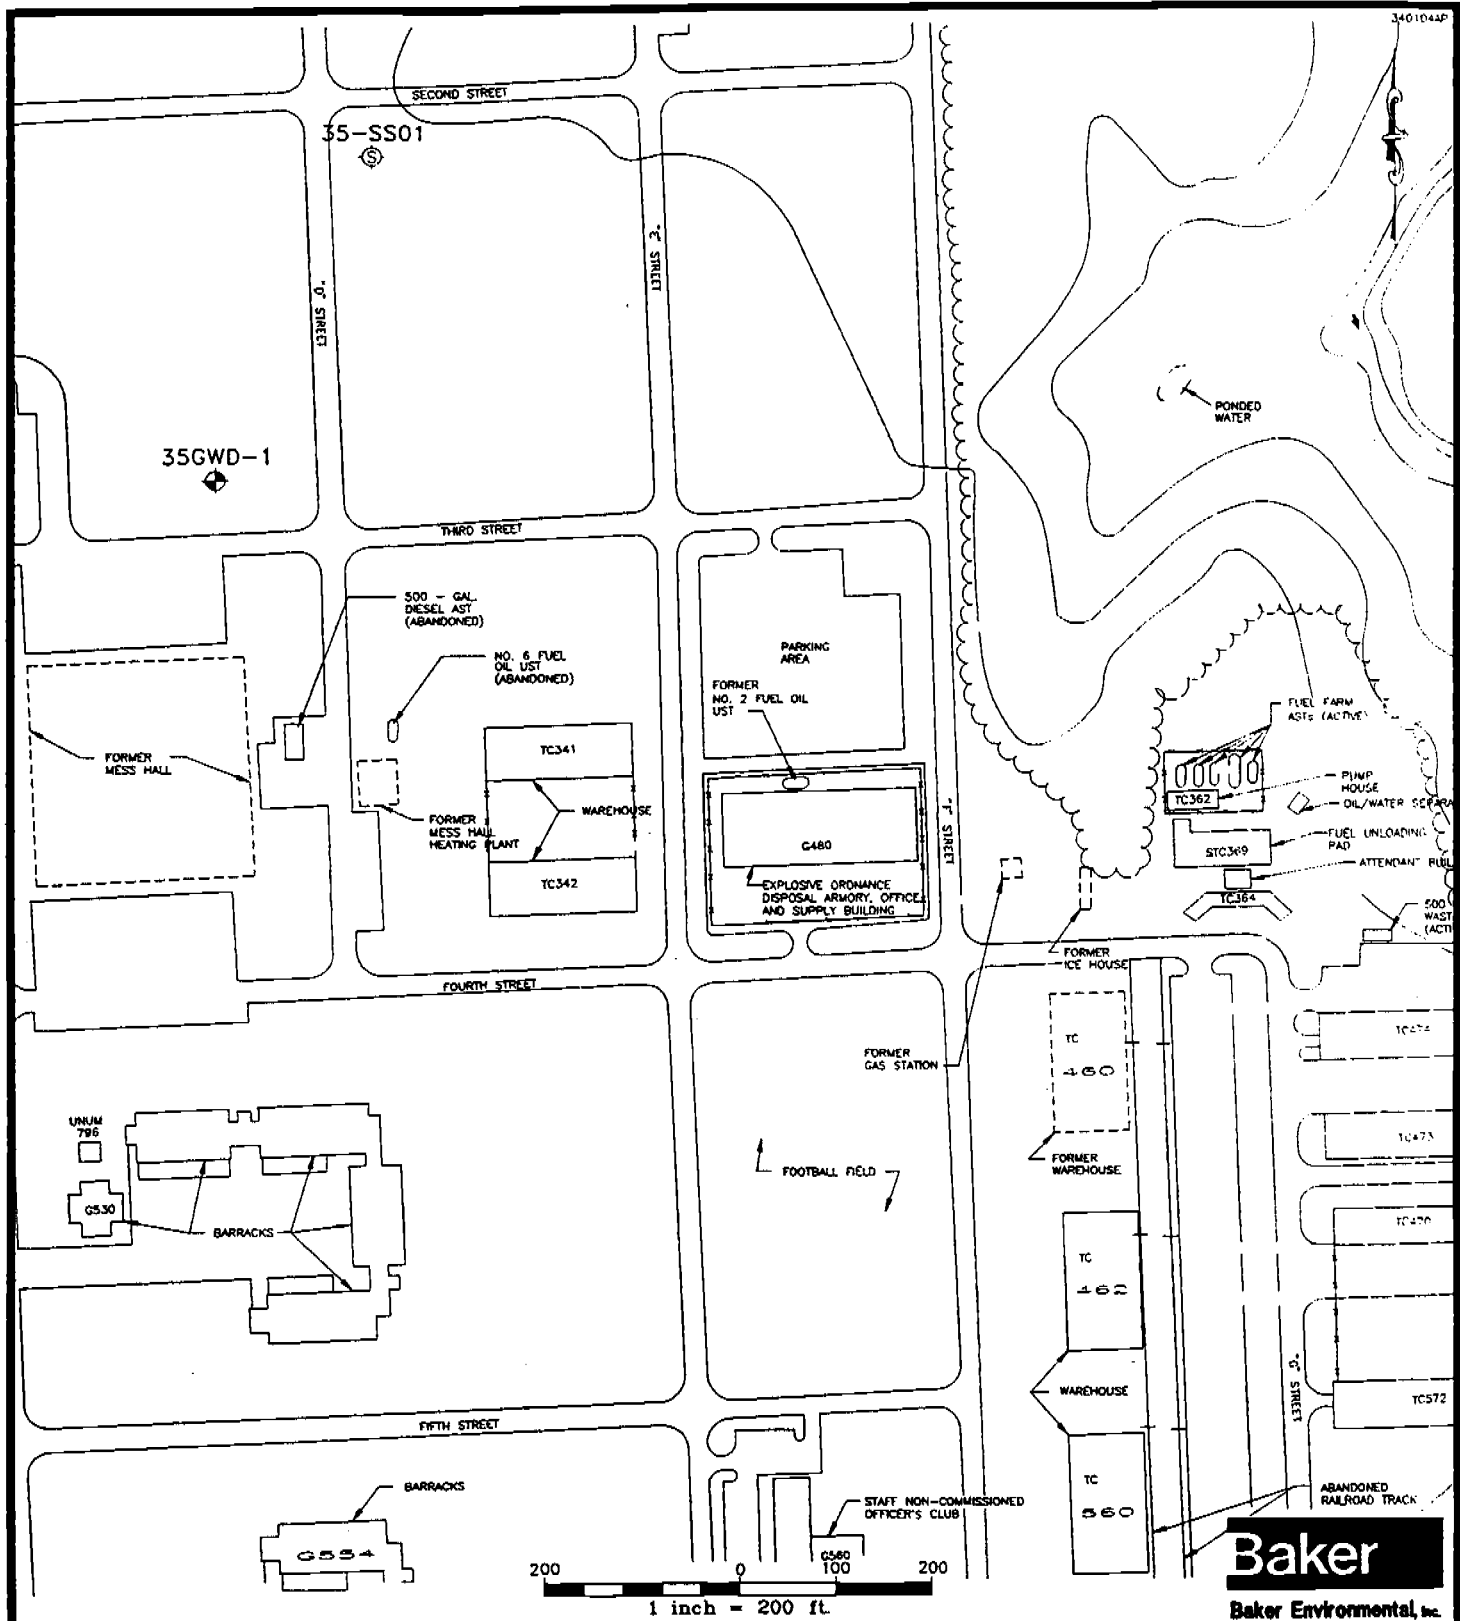 340104AP
SECOND STREET
35-SS01
S
"E" STREET
"D" STREET
PONDED
WATER
35GWD-1
THIRD STREET
500 - GAL.
DIESEL AST
(ABANDONED)
NO. 6 FUEL
OIL UST
(ABANDONED)
PARKING
AREA
FORMER
NO. 2 FUEL OIL
UST
FUEL FARM
ASTs (ACTIVE)
FORMER
MESS HALL
TC341
PUMP
HOUSE
TC362
OIL/WATER SEPARA
WAREHOUSE
FORMER
MESS HALL
HEATING PLANT
"F" STREET
FUEL UNLOADING
PAD
G480
STC369
ATTENDANT BUIL
TC342
EXPLOSIVE ORDNANCE
DISPOSAL ARMORY, OFFICE,
AND SUPPLY BUILDING
TC364
500
WAST
(ACTI
FORMER
ICE HOUSE
FOURTH STREET
TC474
TC
460
FORMER
GAS STATION
UNUM
796
TC473
FORMER
WAREHOUSE
FOOTBALL FIELD
G530
BARRACKS
TC470
TC
462
"G" STREET
WAREHOUSE
TC572
FIFTH STREET
BARRACKS
TC
560
ABANDONED
RAILROAD TRACK
STAFF NON-COMMISSIONED
OFFICER'S CLUB
G554
G560
200 0 100 200
1 inch = 200 ft.
Baker
Baker Environmental, Inc.